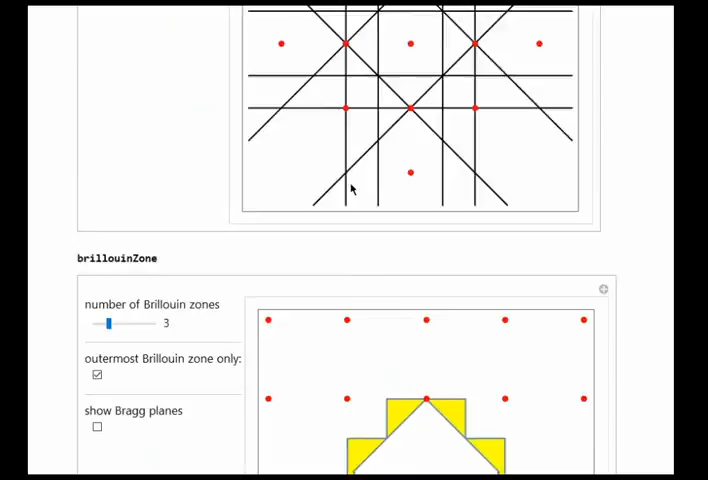 brillouinZone
number of Brillouin zones
3
outermost Brillouin zone only:
show Bragg planes